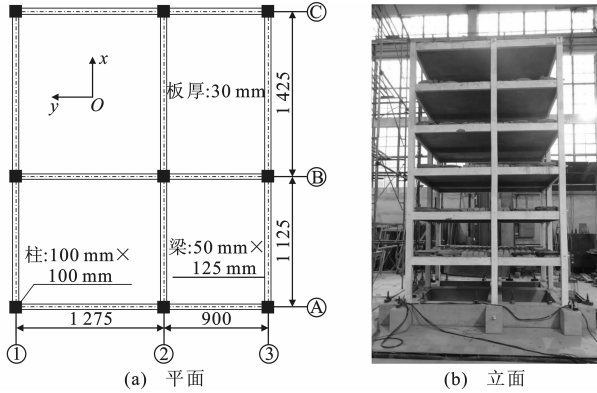 Ⓒ
x
y
O
板厚:30 mm
1 425
Ⓑ
柱:100 mm×
100 mm
梁:50 mm×
125 mm
1 125
Ⓐ
1 275
900
①
②
③
(a) 平面
(b) 立面